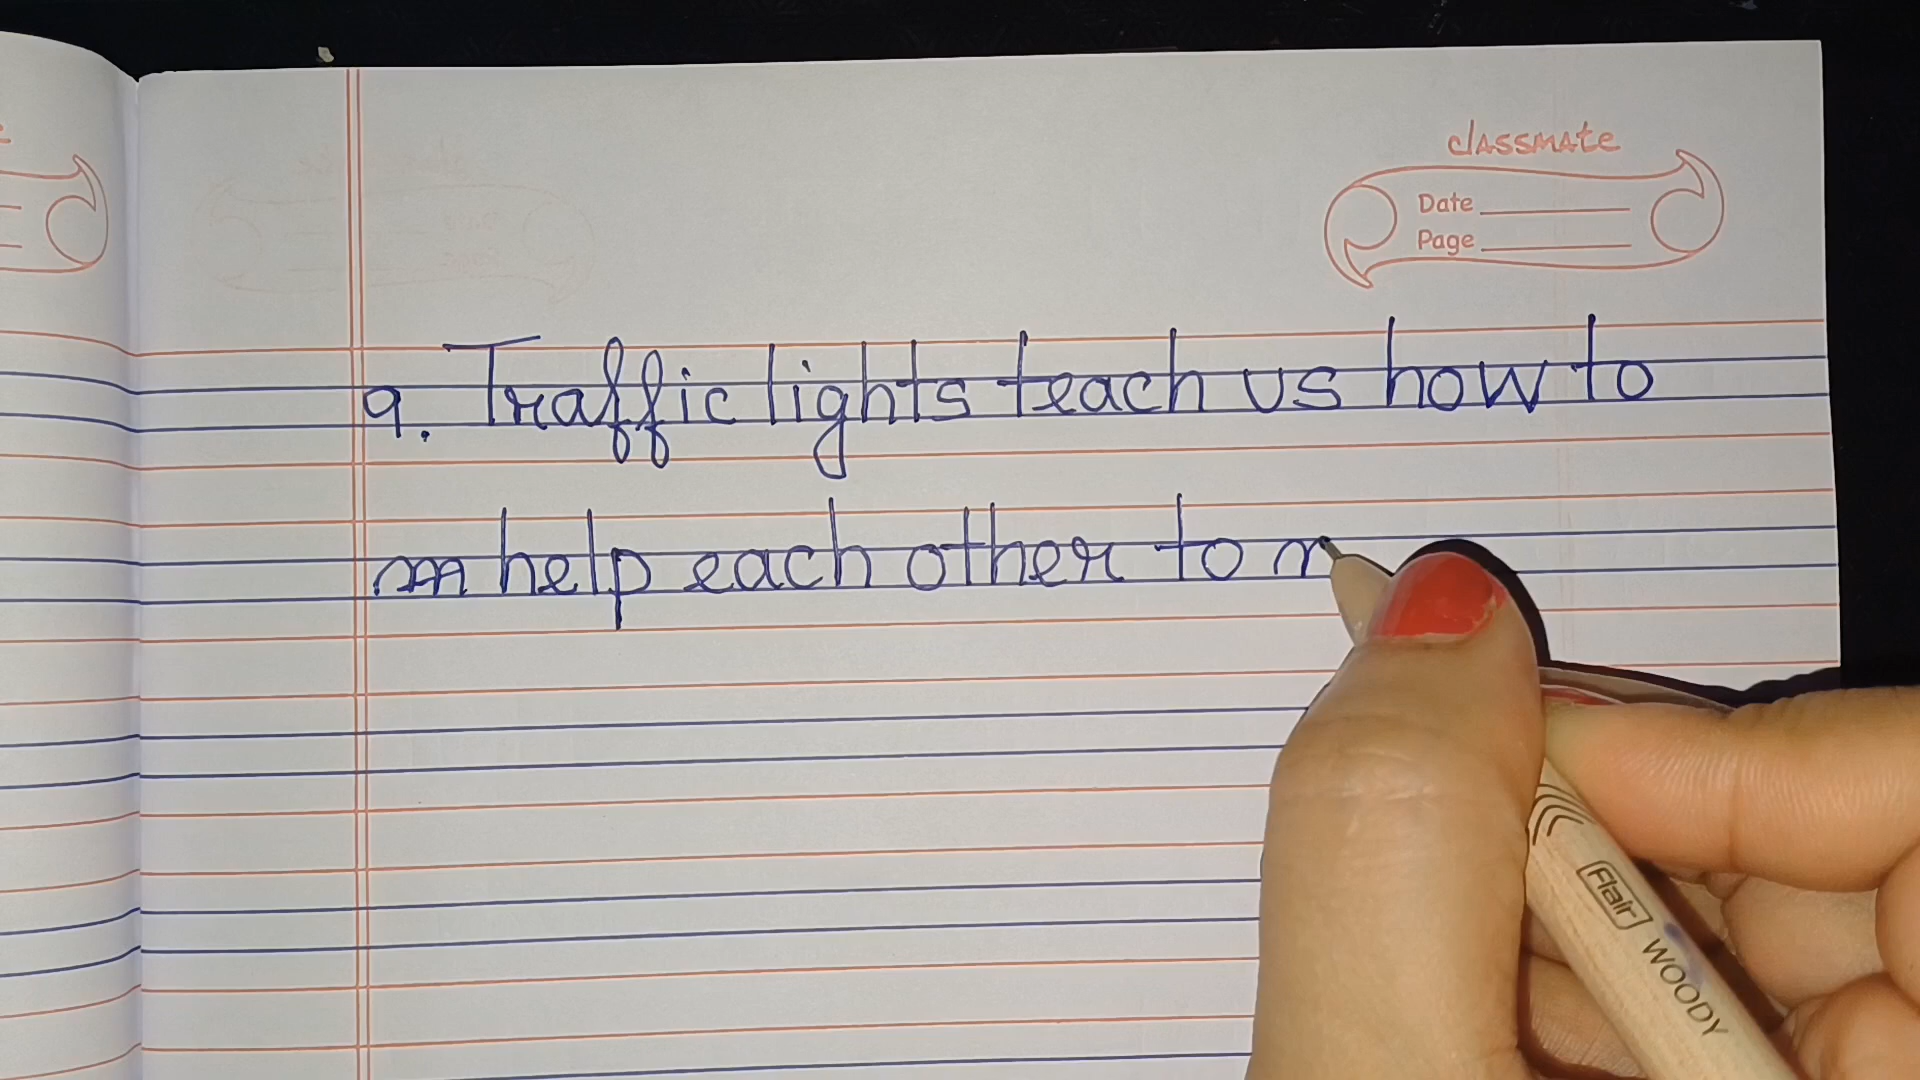 classmate
Date
Page
9. Traffic lights teach us how to
help each other to
Flair WOODY